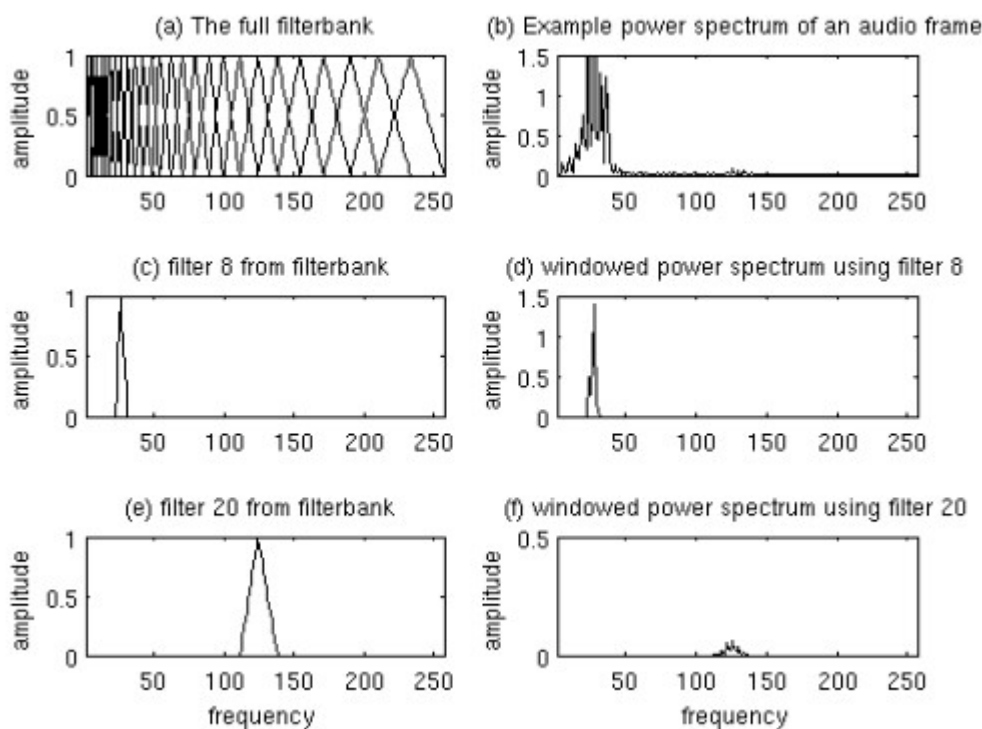 (a) The full filterbank
(b) Example power spectrum of an audio frame
amplitude
1
0.5
0
50 100 150 200 250
amplitude
1.5
1
0.5
0
50 100 150 200 250
(c) filter 8 from filterbank
(d) windowed power spectrum using filter 8
amplitude
1
0.5
0
50 100 150 200 250
amplitude
1.5
1
0.5
0
50 100 150 200 250
(e) filter 20 from filterbank
(f) windowed power spectrum using filter 20
amplitude
1
0.5
0
50 100 150 200 250
frequency
amplitude
0.5
0
50 100 150 200 250
frequency